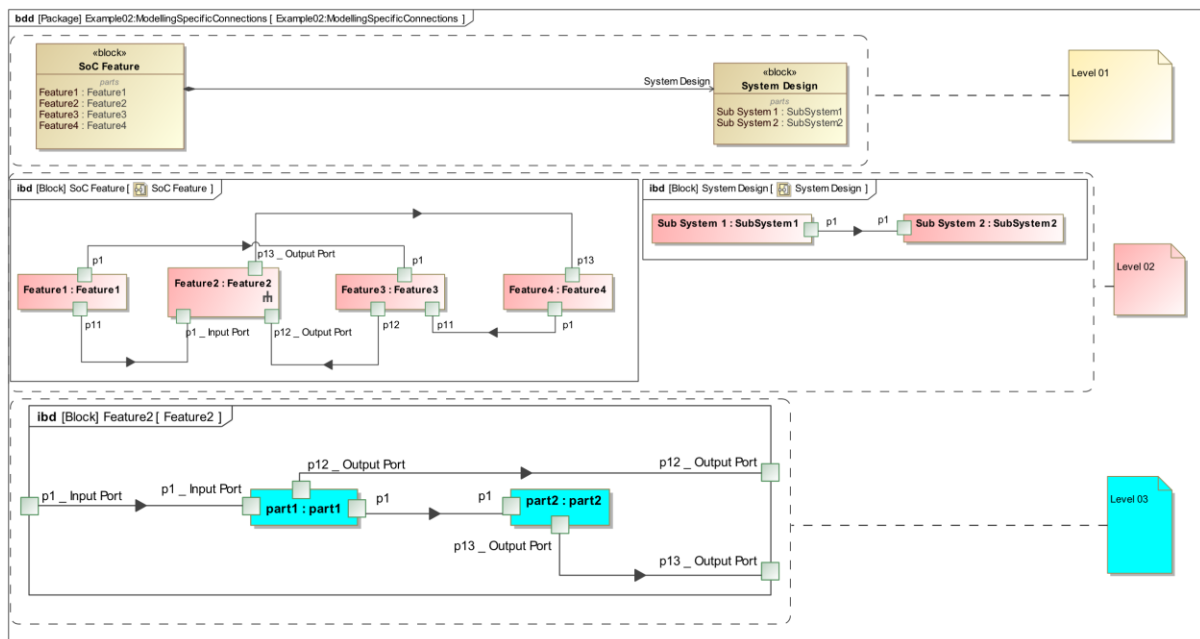 bdd [Package] Example02:ModellingSpecificConnections [ Example02:ModellingSpecificConnections ]
«block»
SoC Feature
parts
Feature1 : Feature1
Feature2 : Feature2
Feature3 : Feature3
Feature4 : Feature4
System Design
«block»
System Design
parts
Sub System 1 : SubSystem1
Sub System 2 : SubSystem2
Level 01
ibd [Block] SoC Feature [ SoC Feature ]
p13 _ Output Port
p1
p1
p13
Feature1 : Feature1
Feature2 : Feature2
Feature3 : Feature3
Feature4 : Feature4
p11
p1 _ Input Port
p12 _ Output Port
p12
p11
p1
ibd [Block] System Design [ System Design ]
Sub System 1 : SubSystem1
p1
p1
Sub System 2 : SubSystem2
Level 02
ibd [Block] Feature2 [ Feature2 ]
p12 _ Output Port
p12 _ Output Port
p1 _ Input Port
p1 _ Input Port
part1 : part1
p1
p1
part2 : part2
p13 _ Output Port
p13 _ Output Port
Level 03